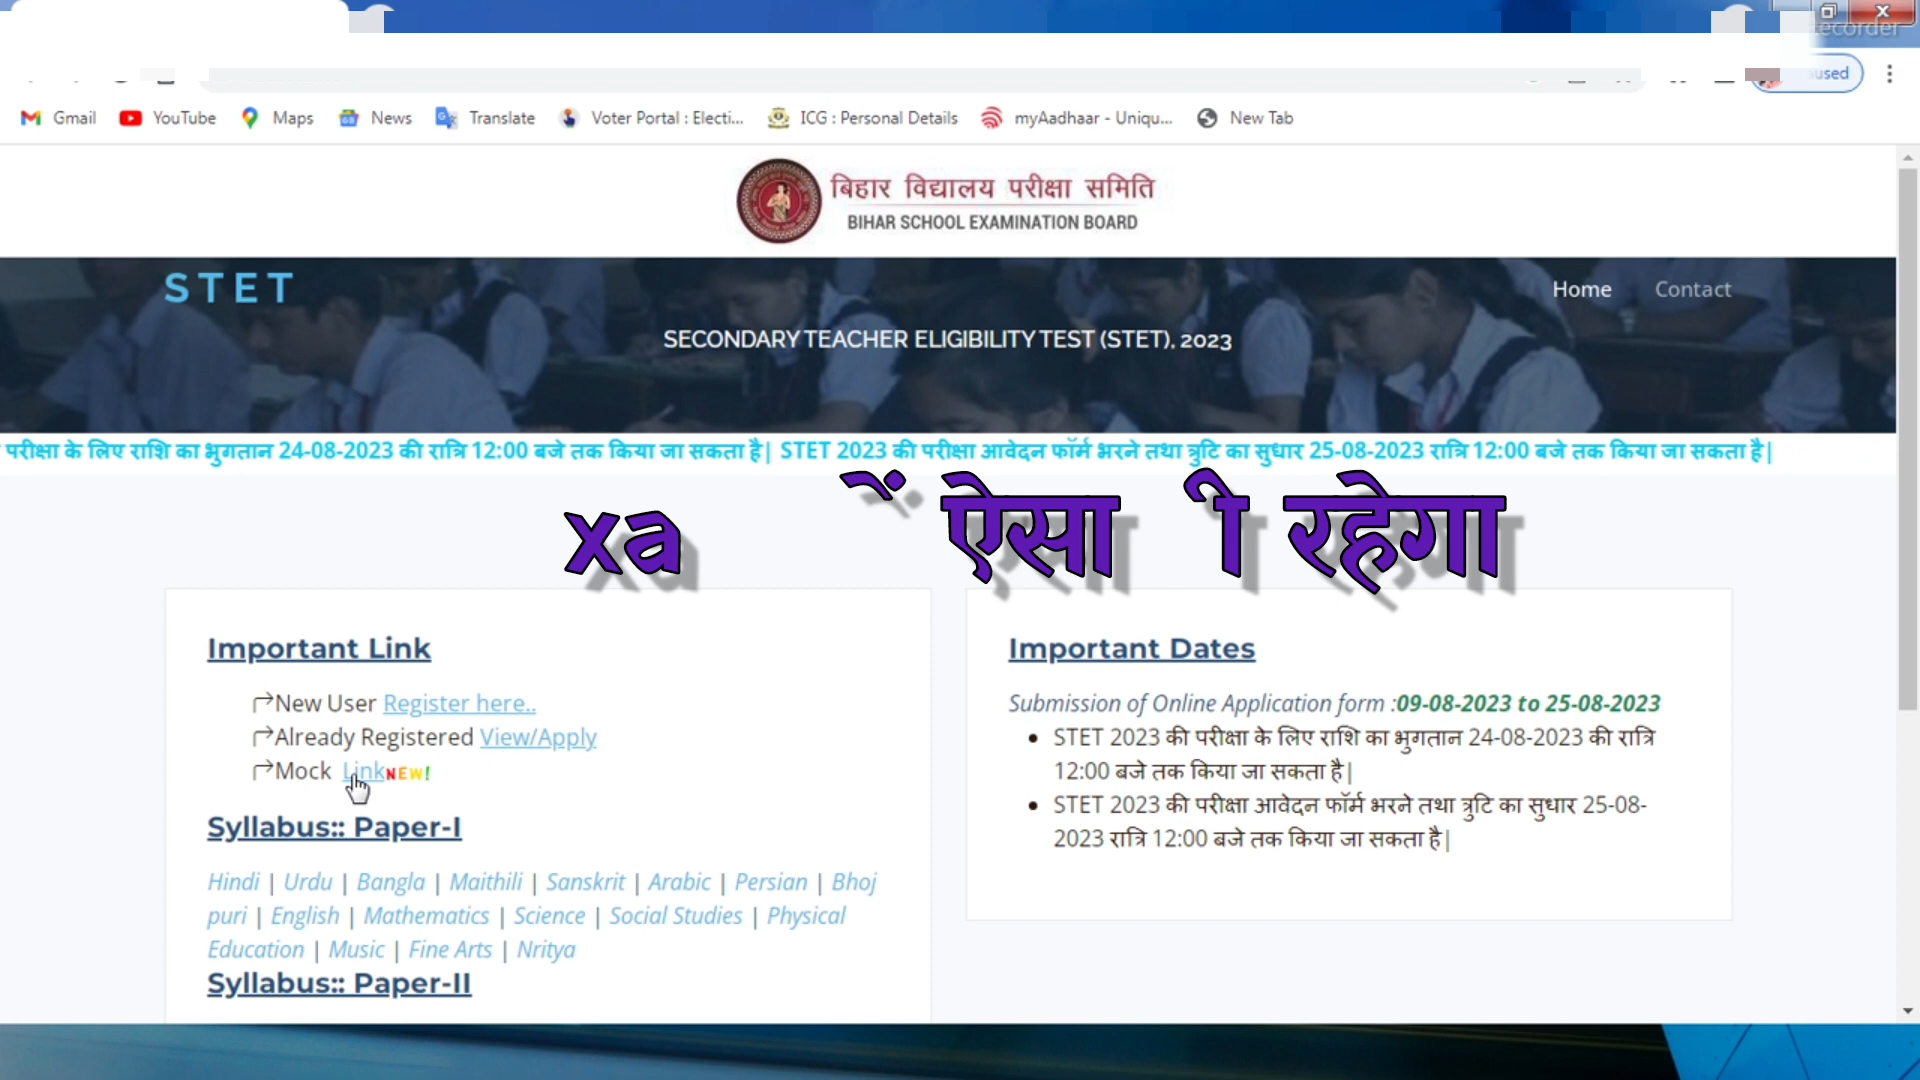 ecorder
used
Gmail YouTube Maps News Translate Voter Portal : Electi... ICG : Personal Details myAadhaar - Uniqu... New Tab
बिहार विद्यालय परीक्षा समिति
BIHAR SCHOOL EXAMINATION BOARD
STET
Home Contact
SECONDARY TEACHER ELIGIBILITY TEST (STET), 2023
परीक्षा के लिए राशि का भुगतान 24-08-2023 की रात्रि 12:00 बजे तक किया जा सकता है| STET 2023 की परीक्षा आवेदन फॉर्म भरने तथा त्रुटि का सुधार 25-08-2023 रात्रि 12:00 बजे तक किया जा सकता है|
xa ऐसा रहेगा
Important Link
New User Register here..
Already Registered View/Apply
Mock Link NEW!
Syllabus:: Paper-I
Hindi | Urdu | Bangla | Maithili | Sanskrit | Arabic | Persian | Bhoj
puri | English | Mathematics | Science | Social Studies | Physical
Education | Music | Fine Arts | Nritya
Syllabus:: Paper-II
Important Dates
Submission of Online Application form :09-08-2023 to 25-08-2023
• STET 2023 की परीक्षा के लिए राशि का भुगतान 24-08-2023 की रात्रि
12:00 बजे तक किया जा सकता है|
• STET 2023 की परीक्षा आवेदन फॉर्म भरने तथा त्रुटि का सुधार 25-08-
2023 रात्रि 12:00 बजे तक किया जा सकता है|